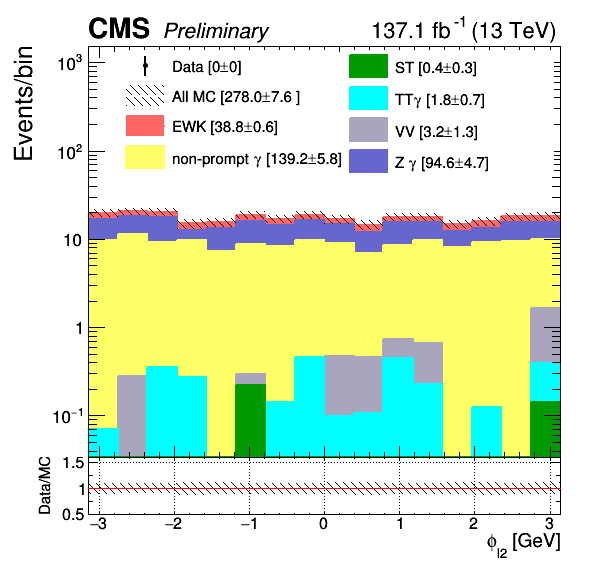 CMS Preliminary 137.1 fb⁻¹ (13 TeV)
Events/bin
10³
10²
10
1
10⁻¹
Data [0±0]
All MC [278.0±7.6 ]
EWK [38.8±0.6]
non-prompt γ [139.2±5.8]
ST [0.4±0.3]
TTγ [1.8±0.7]
VV [3.2±1.3]
Z γ [94.6±4.7]
Data/MC
1.5
1
0.5
−3 −2 −1 0 1 2 3
ϕl2 [GeV]